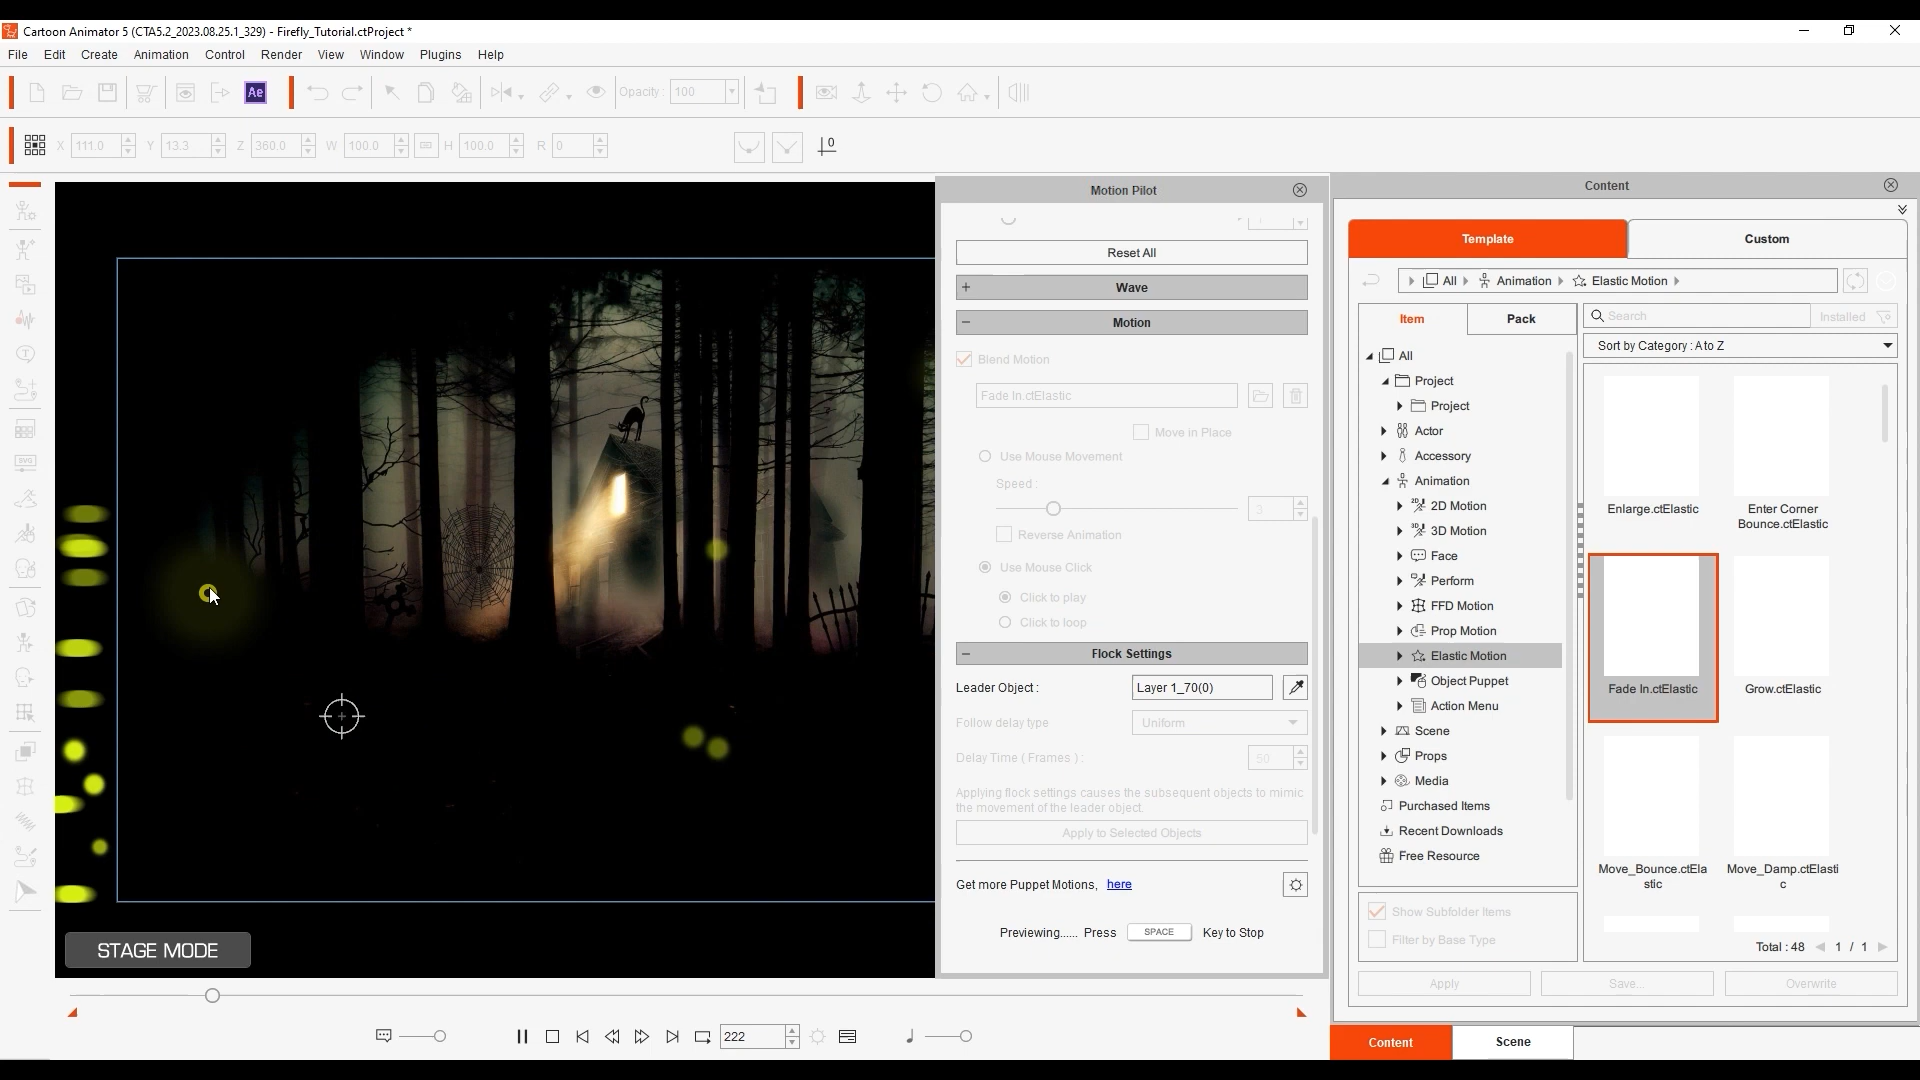 Cartoon Animator 5 (CTA5.2_2023.08.25.1_329) - Firefly_Tutorial.ctProject *
File Edit Create Animation Control Render View Window Plugins Help
Ae Opacity : 100
X 111.0 Y 13.3 Z 360.0 W 100.0 H 100.0 R 0 0
Motion Pilot
Reset All
+ Wave
− Motion
Blend Motion
Fade In.ctElastic
Move in Place
Use Mouse Movement
Speed :
3
Reverse Animation
Use Mouse Click
Click to play
Click to loop
− Flock Settings
Leader Object : Layer 1_70(0)
Follow delay type Uniform
Delay Time ( Frames ) : 50
Applying flock settings causes the subsequent objects to mimic
the movement of the leader object.
Apply to Selected Objects
Get more Puppet Motions, here
Previewing...... Press SPACE Key to Stop
STAGE MODE
222
Content
Template Custom
All Animation Elastic Motion
Item Pack
Search Installed
Sort by Category : A to Z
All
Project
Project
Actor
Accessory
Animation
2D Motion
3D Motion
Face
Perform
FFD Motion
Prop Motion
Elastic Motion
Object Puppet
Action Menu
Scene
Props
Media
Purchased Items
Recent Downloads
Free Resource
Show Subfolder Items
Filter by Base Type
Enlarge.ctElastic
Enter Corner
Bounce.ctElastic
Fade In.ctElastic
Grow.ctElastic
Move_Bounce.ctEla
stic
Move_Damp.ctElasti
c
Total : 48 1 / 1
Apply Save... Overwrite
Content Scene